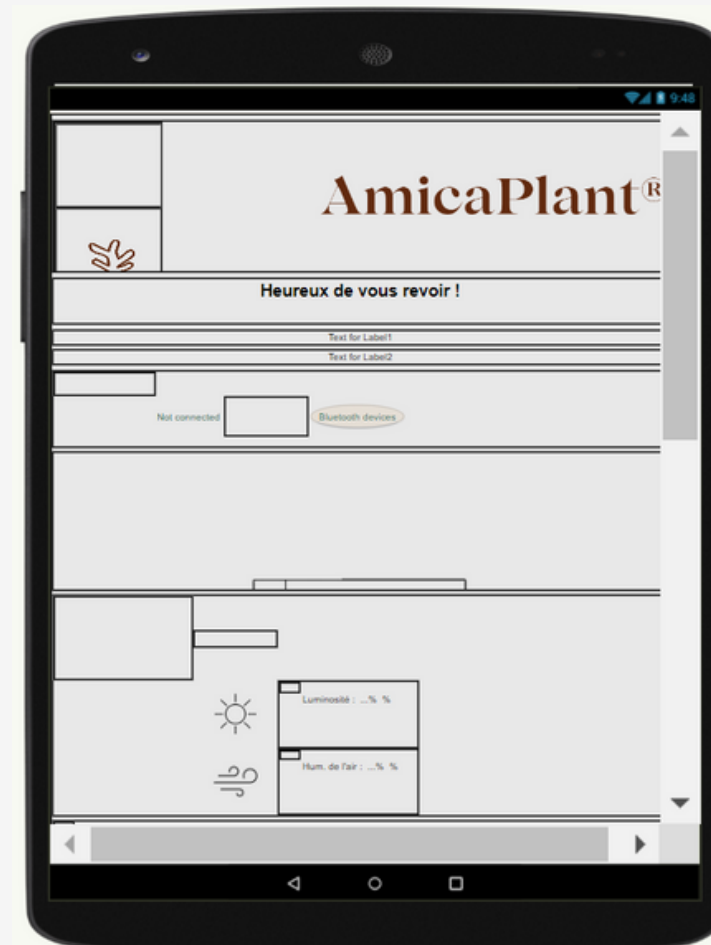 9:48
AmicaPlant®
Heureux de vous revoir !
Text for Label1
Text for Label2
Not connected
Bluetooth devices
Luminosité : ...% %
Hum. de l'air : ...% %